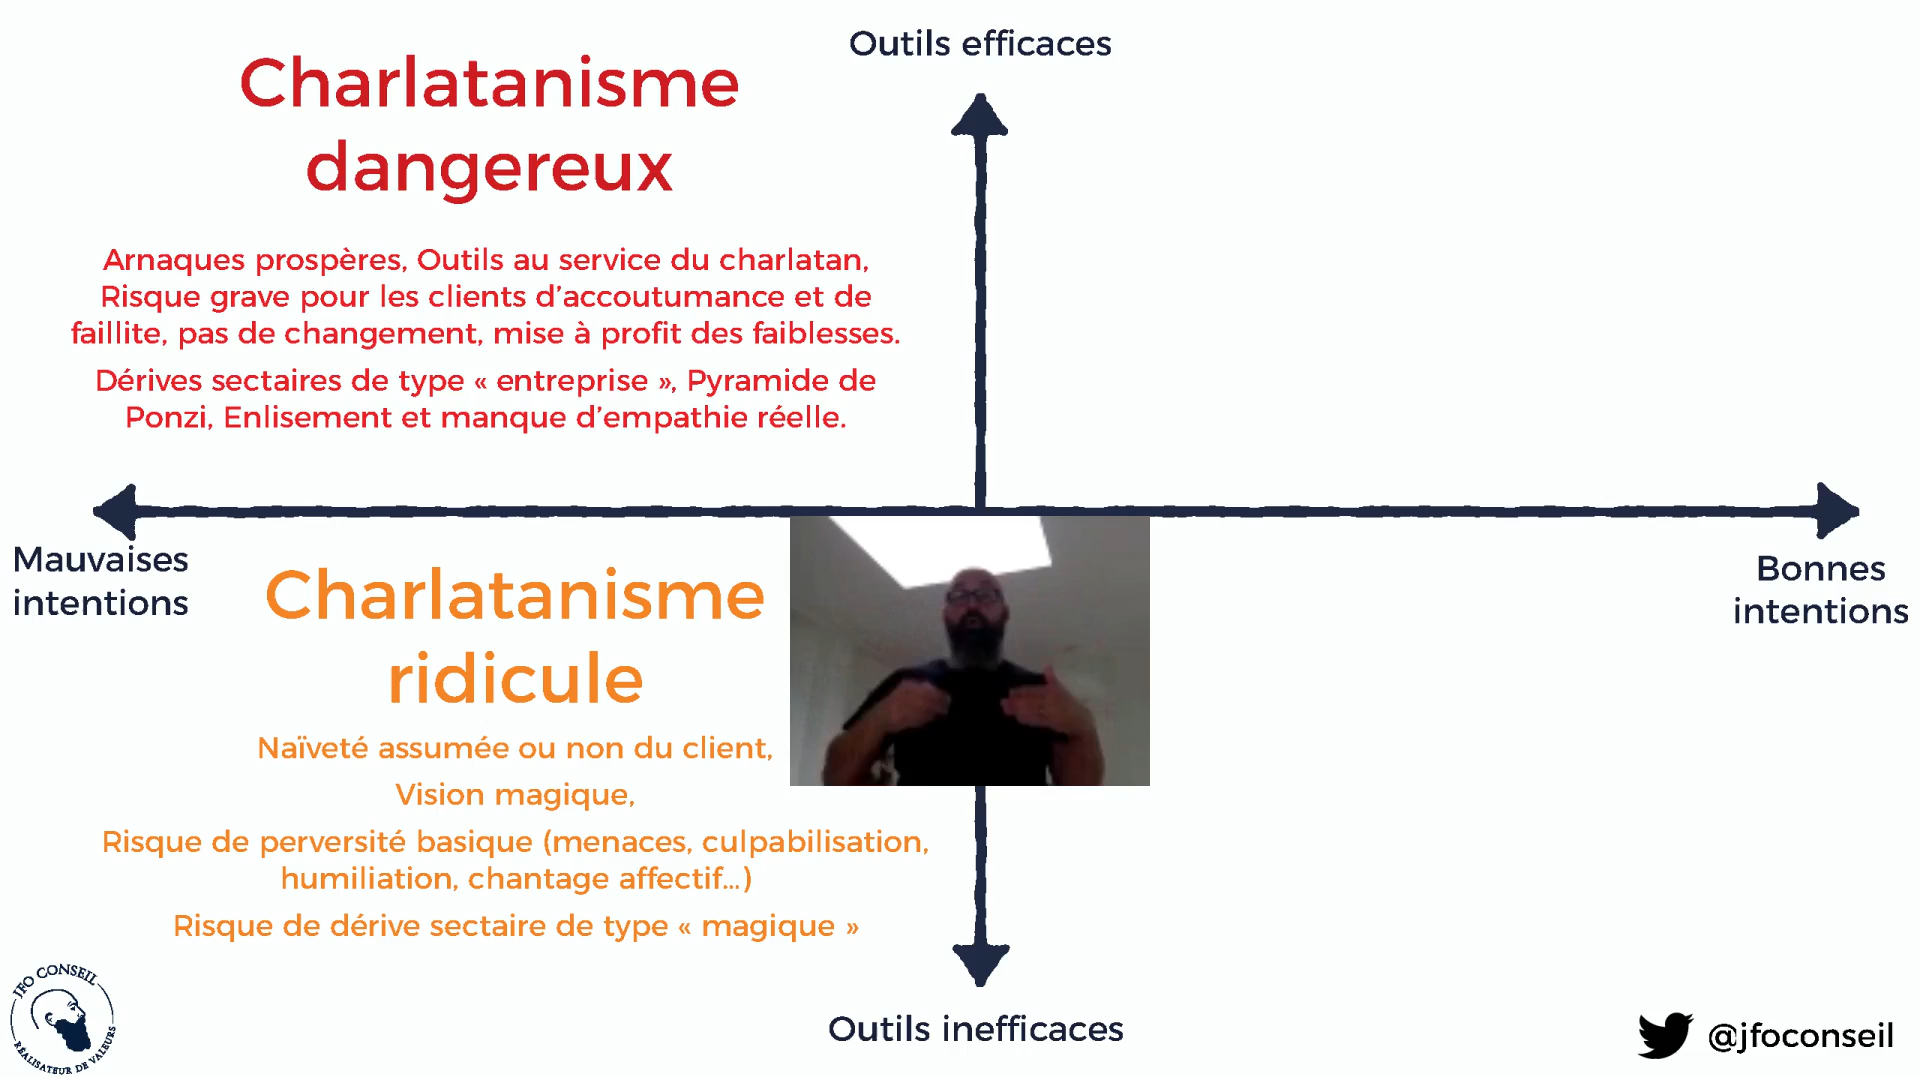 Outils efficaces
Charlatanisme
dangereux
Arnaques prospères, Outils au service du charlatan,
Risque grave pour les clients d’accoutumance et de
faillite, pas de changement, mise à profit des faiblesses.
Dérives sectaires de type « entreprise », Pyramide de
Ponzi, Enlisement et manque d’empathie réelle.
Mauvaises
intentions
Bonnes
intentions
Charlatanisme
ridicule
Naïveté assumée ou non du client,
Vision magique,
Risque de perversité basique (menaces, culpabilisation,
humiliation, chantage affectif...)
Risque de dérive sectaire de type « magique »
Outils inefficaces
JFO CONSEIL
RÉALISATEUR DE VALEURS
@jfoconseil